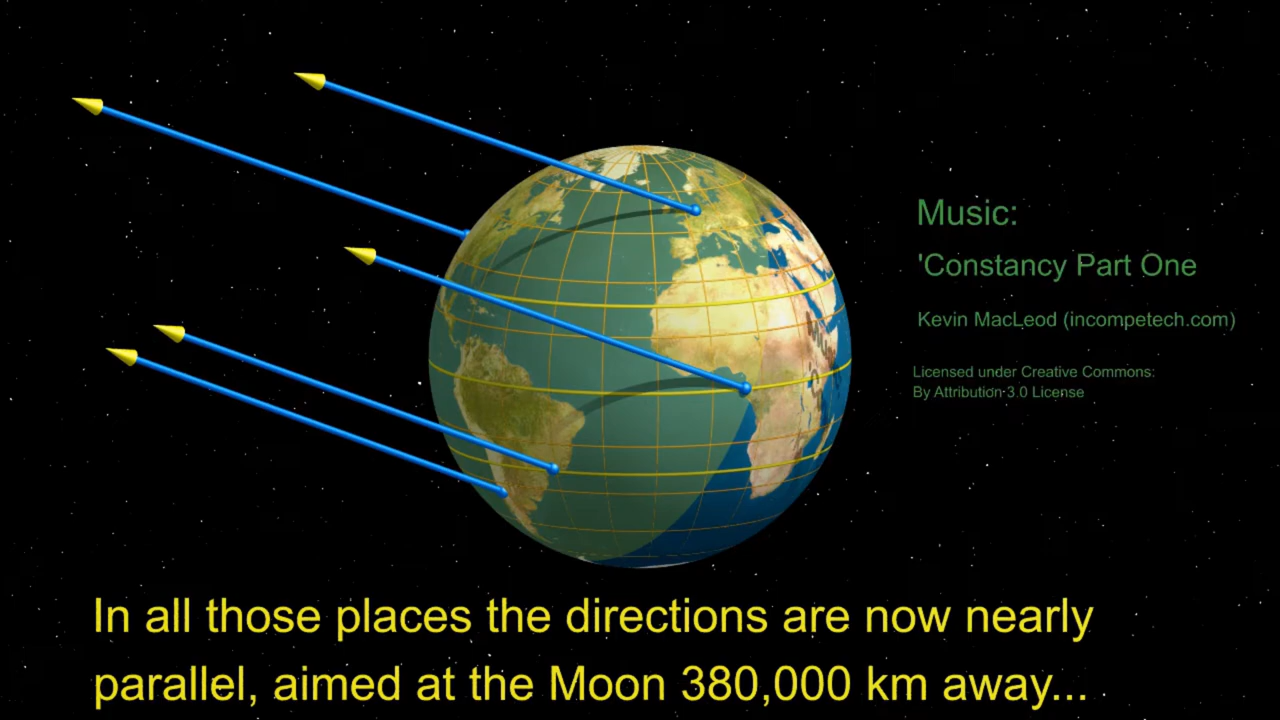 Music:
'Constancy Part One
Kevin MacLeod (incompetech.com)
Licensed under Creative Commons:
By Attribution 3.0 License
In all those places the directions are now nearly
parallel, aimed at the Moon 380,000 km away...